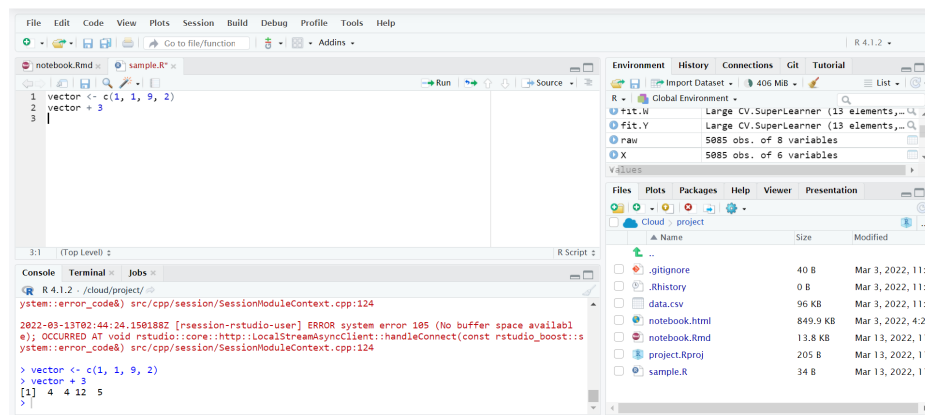 File Edit Code View Plots Session Build Debug Profile Tools Help
Go to file/function Addins R 4.1.2
notebook.Rmd sample.R*
Run Source
1 vector <- c(1, 1, 9, 2)
2 vector + 3
3
3:1 (Top Level) R Script
Console Terminal Jobs
R 4.1.2 · /cloud/project/
ystem::error_code&) src/cpp/session/SessionModuleContext.cpp:124
2022-03-13T02:44:24.150188Z [rsession-rstudio-user] ERROR system error 105 (No buffer space availabl
e); OCCURRED AT void rstudio::core::http::LocalStreamAsyncClient::handleConnect(const rstudio_boost::s
ystem::error_code&) src/cpp/session/SessionModuleContext.cpp:124
> vector <- c(1, 1, 9, 2)
> vector + 3
[1] 4 4 12 5
>
Environment History Connections Git Tutorial
Import Dataset 406 MiB List
R Global Environment
fit.W Large CV.SuperLearner (13 elements,…
fit.Y Large CV.SuperLearner (13 elements,…
raw 5085 obs. of 8 variables
X 5085 obs. of 6 variables
Values
Files Plots Packages Help Viewer Presentation
Cloud project
Name Size Modified
..
.gitignore 40 B Mar 3, 2022, 11:
.Rhistory 0 B Mar 3, 2022, 11:
data.csv 96 KB Mar 3, 2022, 11:
notebook.html 849.9 KB Mar 3, 2022, 4:2
notebook.Rmd 13.8 KB Mar 13, 2022, 1
project.Rproj 205 B Mar 13, 2022, 1
sample.R 34 B Mar 13, 2022, 1